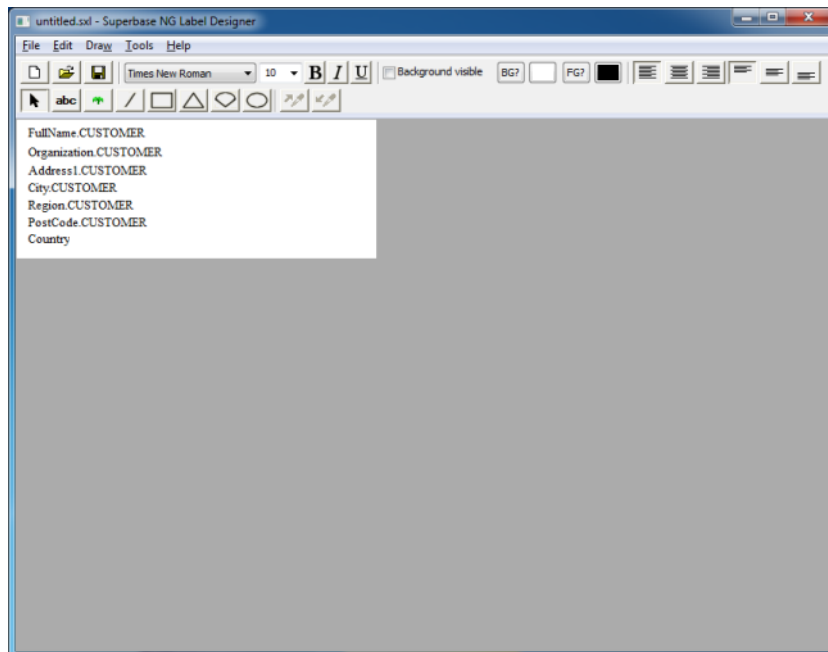 untitled.sxl - Superbase NG Label Designer
File Edit Draw Tools Help
Times New Roman 10 B I U Background visible BG? FG?
abc
FullName.CUSTOMER
Organization.CUSTOMER
Address1.CUSTOMER
City.CUSTOMER
Region.CUSTOMER
PostCode.CUSTOMER
Country